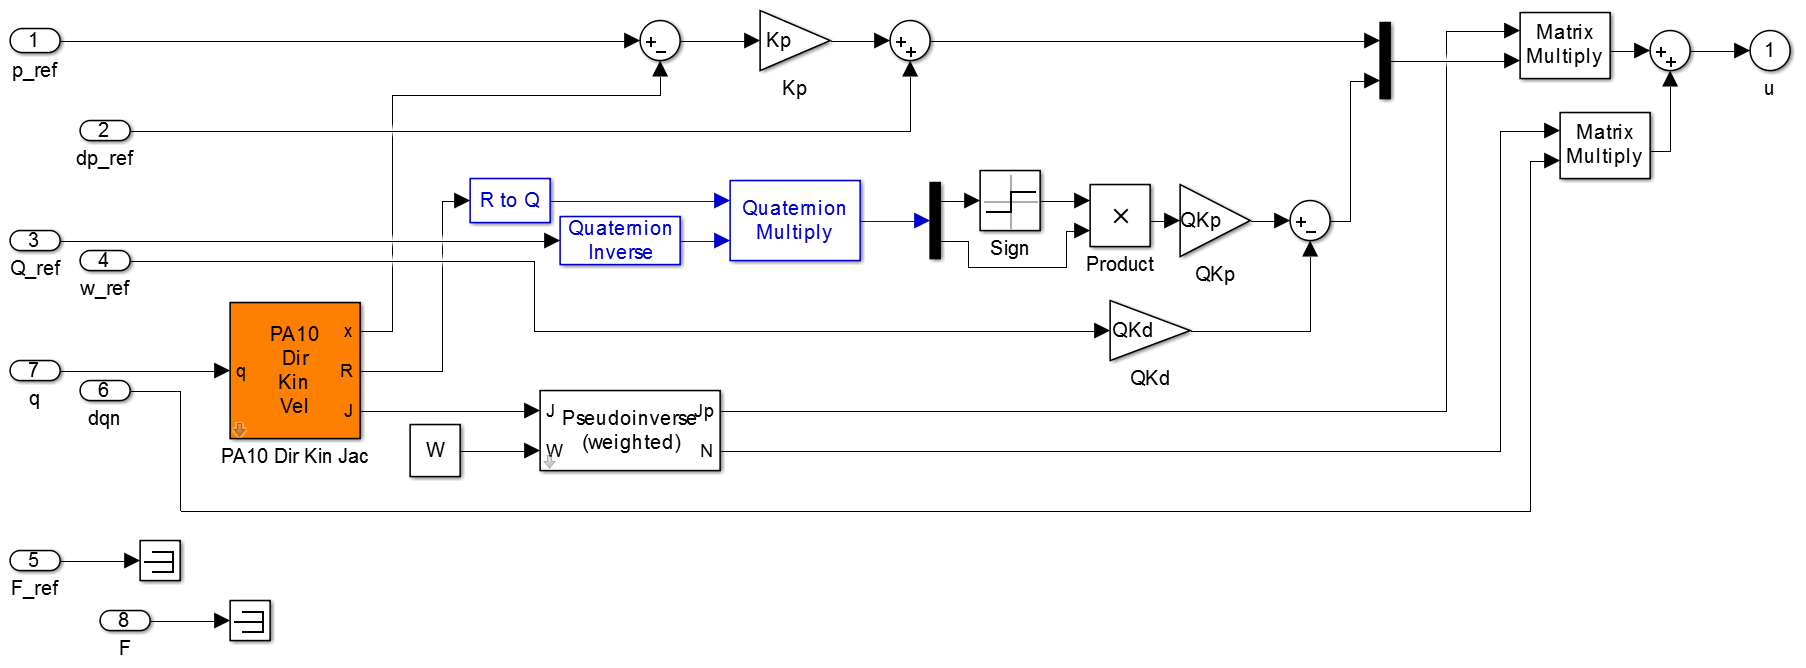 1
p_ref
+
−
Kp
Kp
+
+
Matrix
Multiply
+
+
1
u
2
dp_ref
Matrix
Multiply
R to Q
Quaternion
Inverse
Quaternion
Multiply
Sign
×
Product
QKp
QKp
+
−
3
Q_ref
4
w_ref
QKd
QKd
PA10
Dir
Kin
Vel
q
x
R
J
PA10 Dir Kin Jac
7
q
6
dqn
W
J
W
Pseudoinverse
(weighted)
Jp
N
5
F_ref
8
F